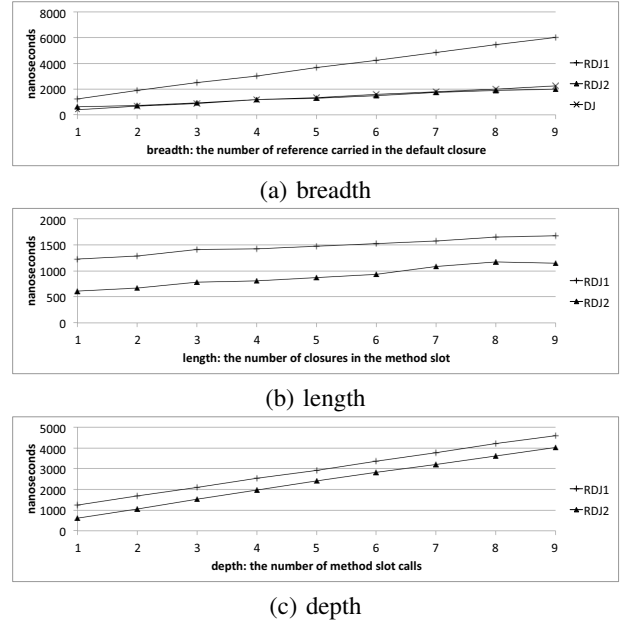 8000
6000
4000
2000
0
nanoseconds
1 2 3 4 5 6 7 8 9
breadth: the number of reference carried in the default closure
RDJ1
RDJ2
DJ
(a) breadth
2000
1500
1000
500
0
nanoseconds
1 2 3 4 5 6 7 8 9
length: the number of closures in the method slot
RDJ1
RDJ2
(b) length
5000
4000
3000
2000
1000
0
nanoseconds
1 2 3 4 5 6 7 8 9
depth: the number of method slot calls
RDJ1
RDJ2
(c) depth